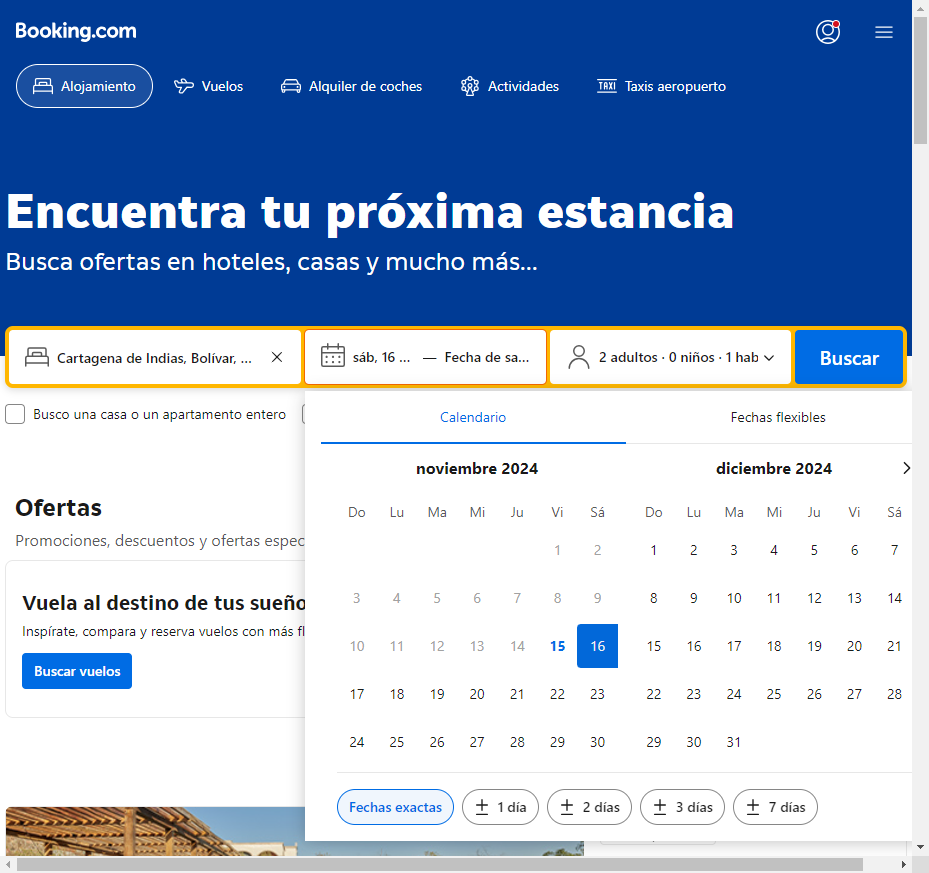 Booking.com
Alojamiento
Vuelos
Alquiler de coches
Actividades
TAXI Taxis aeropuerto
Encuentra tu próxima estancia
Busca ofertas en hoteles, casas y mucho más...
Cartagena de Indias, Bolívar, ...
sáb, 16 ... — Fecha de sa...
2 adultos · 0 niños · 1 hab
Buscar
Busco una casa o un apartamento entero
Calendario
Fechas flexibles
noviembre 2024
Do Lu Ma Mi Ju Vi Sá
1 2
3 4 5 6 7 8 9
10 11 12 13 14 15 16
17 18 19 20 21 22 23
24 25 26 27 28 29 30
diciembre 2024
Do Lu Ma Mi Ju Vi Sá
1 2 3 4 5 6 7
8 9 10 11 12 13 14
15 16 17 18 19 20 21
22 23 24 25 26 27 28
29 30 31
Fechas exactas
± 1 día
± 2 días
± 3 días
± 7 días
Ofertas
Promociones, descuentos y ofertas espec
Vuela al destino de tus sueño
Inspírate, compara y reserva vuelos con más fl
Buscar vuelos